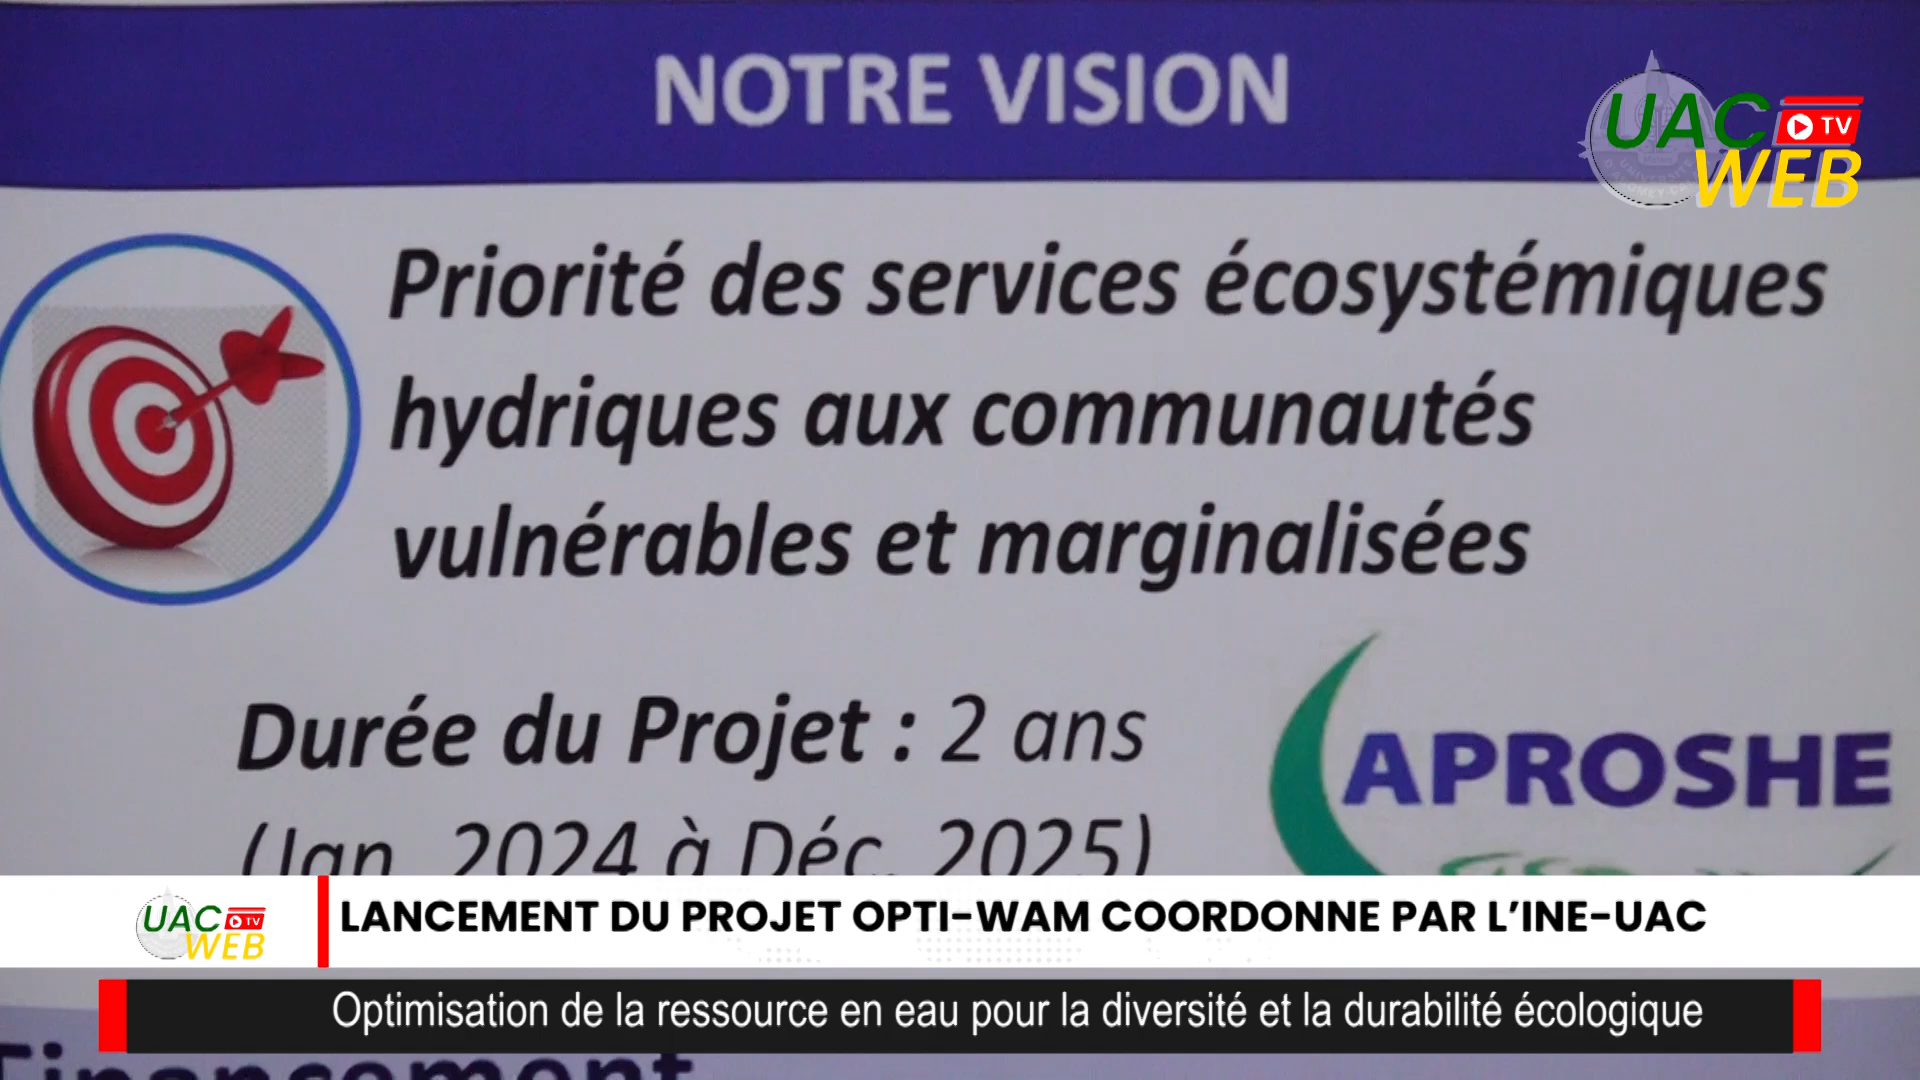 NOTRE VISION
UAC TV
WEB
Priorité des services écosystémiques
hydriques aux communautés
vulnérables et marginalisées
Durée du Projet : 2 ans
(Jan. 2024 à Déc. 2025)
APROSHE
UAC TV
WEB
LANCEMENT DU PROJET OPTI-WAM COORDONNE PAR L'INE-UAC
Optimisation de la ressource en eau pour la diversité et la durabilité écologique
Financement